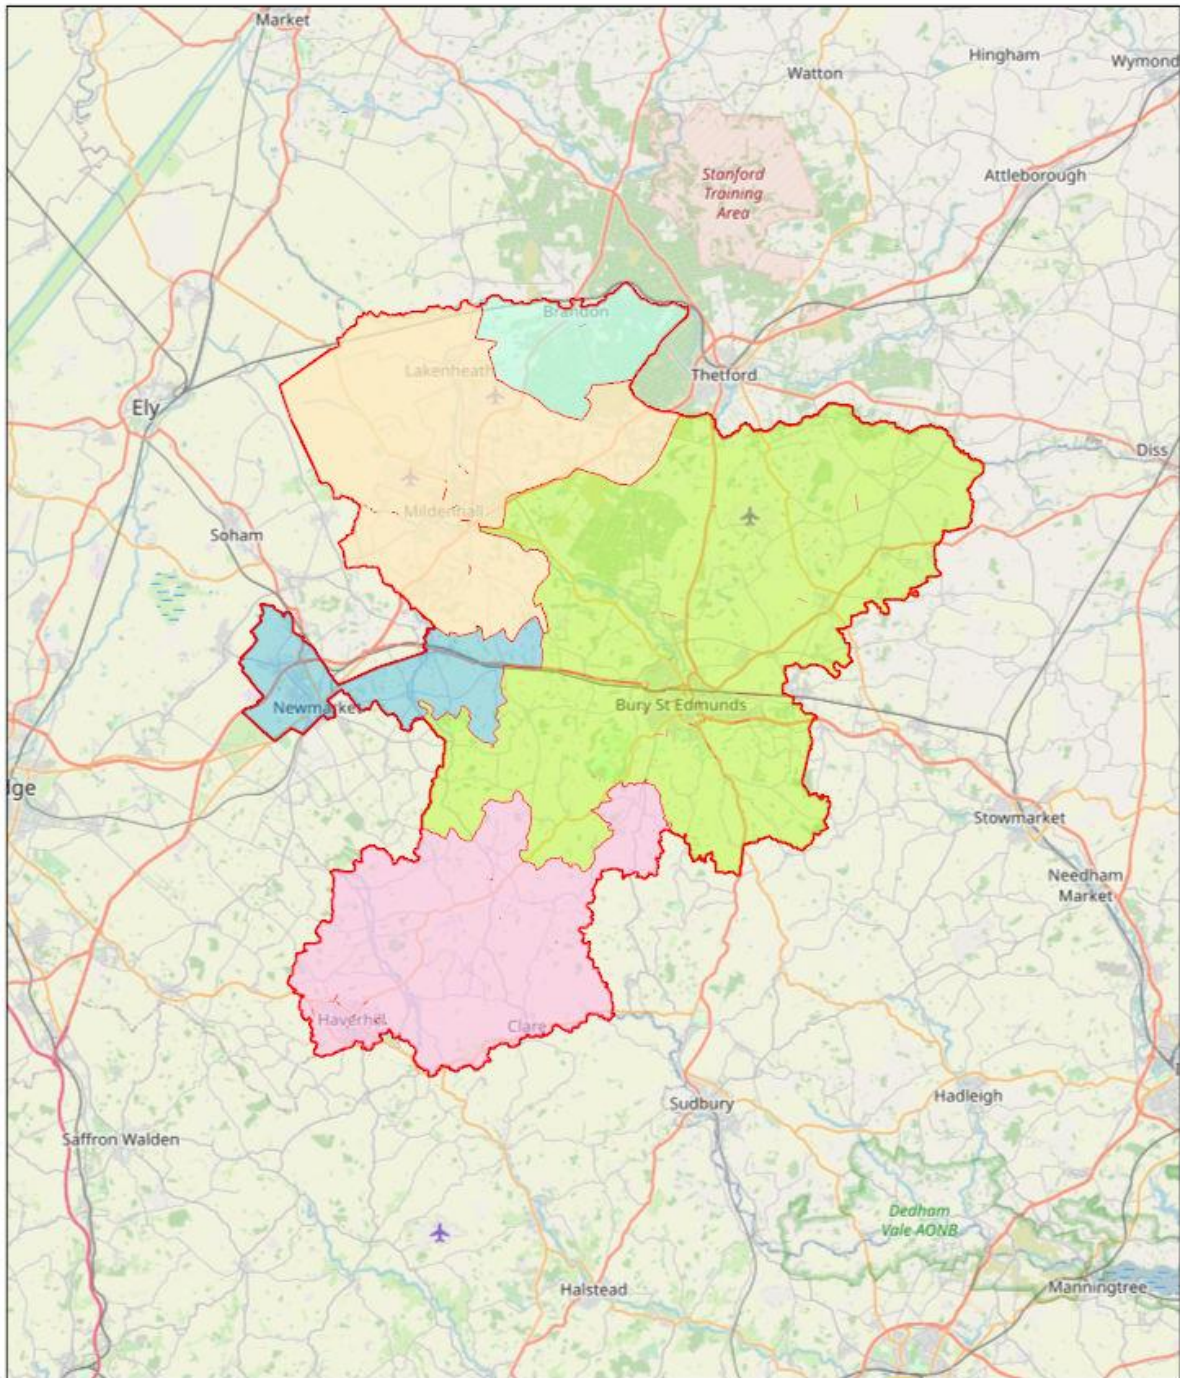 Market
Hingham
Watton
Wymond
Stanford
Training
Area
Attleborough
Brandon
Lakenheath
Thetford
Ely
Diss
Mildenhall
Soham
Newmarket
Bury St Edmunds
dge
Stowmarket
Needham
Market
Haverhill
Clare
Sudbury
Hadleigh
Saffron Walden
Dedham
Vale AONB
Halstead
Manningtree